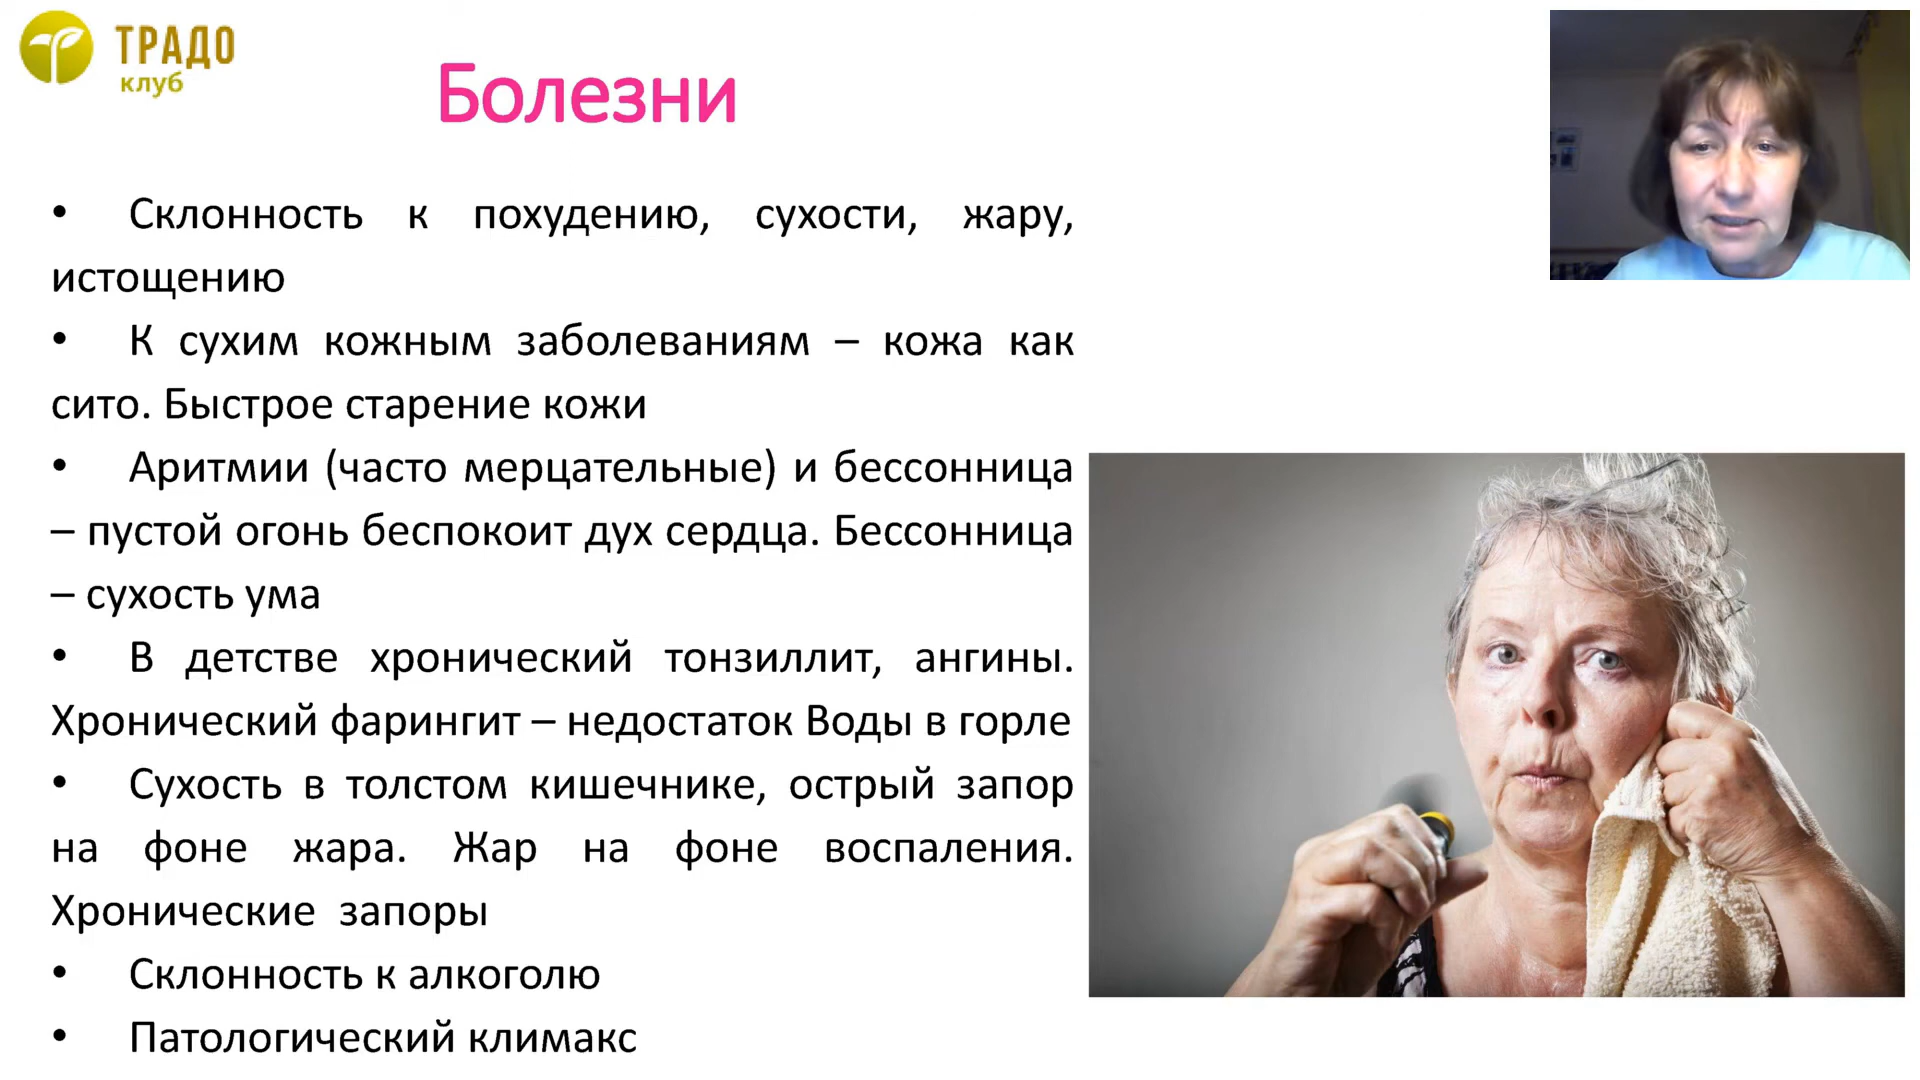 ТРАДО
клуб
Болезни
• Склонность к похудению, сухости, жару,
истощению
• К сухим кожным заболеваниям – кожа как
сито. Быстрое старение кожи
• Аритмии (часто мерцательные) и бессонница
– пустой огонь беспокоит дух сердца. Бессонница
– сухость ума
• В детстве хронический тонзиллит, ангины.
Хронический фарингит – недостаток Воды в горле
• Сухость в толстом кишечнике, острый запор
на фоне жара. Жар на фоне воспаления.
Хронические запоры
• Склонность к алкоголю
• Патологический климакс